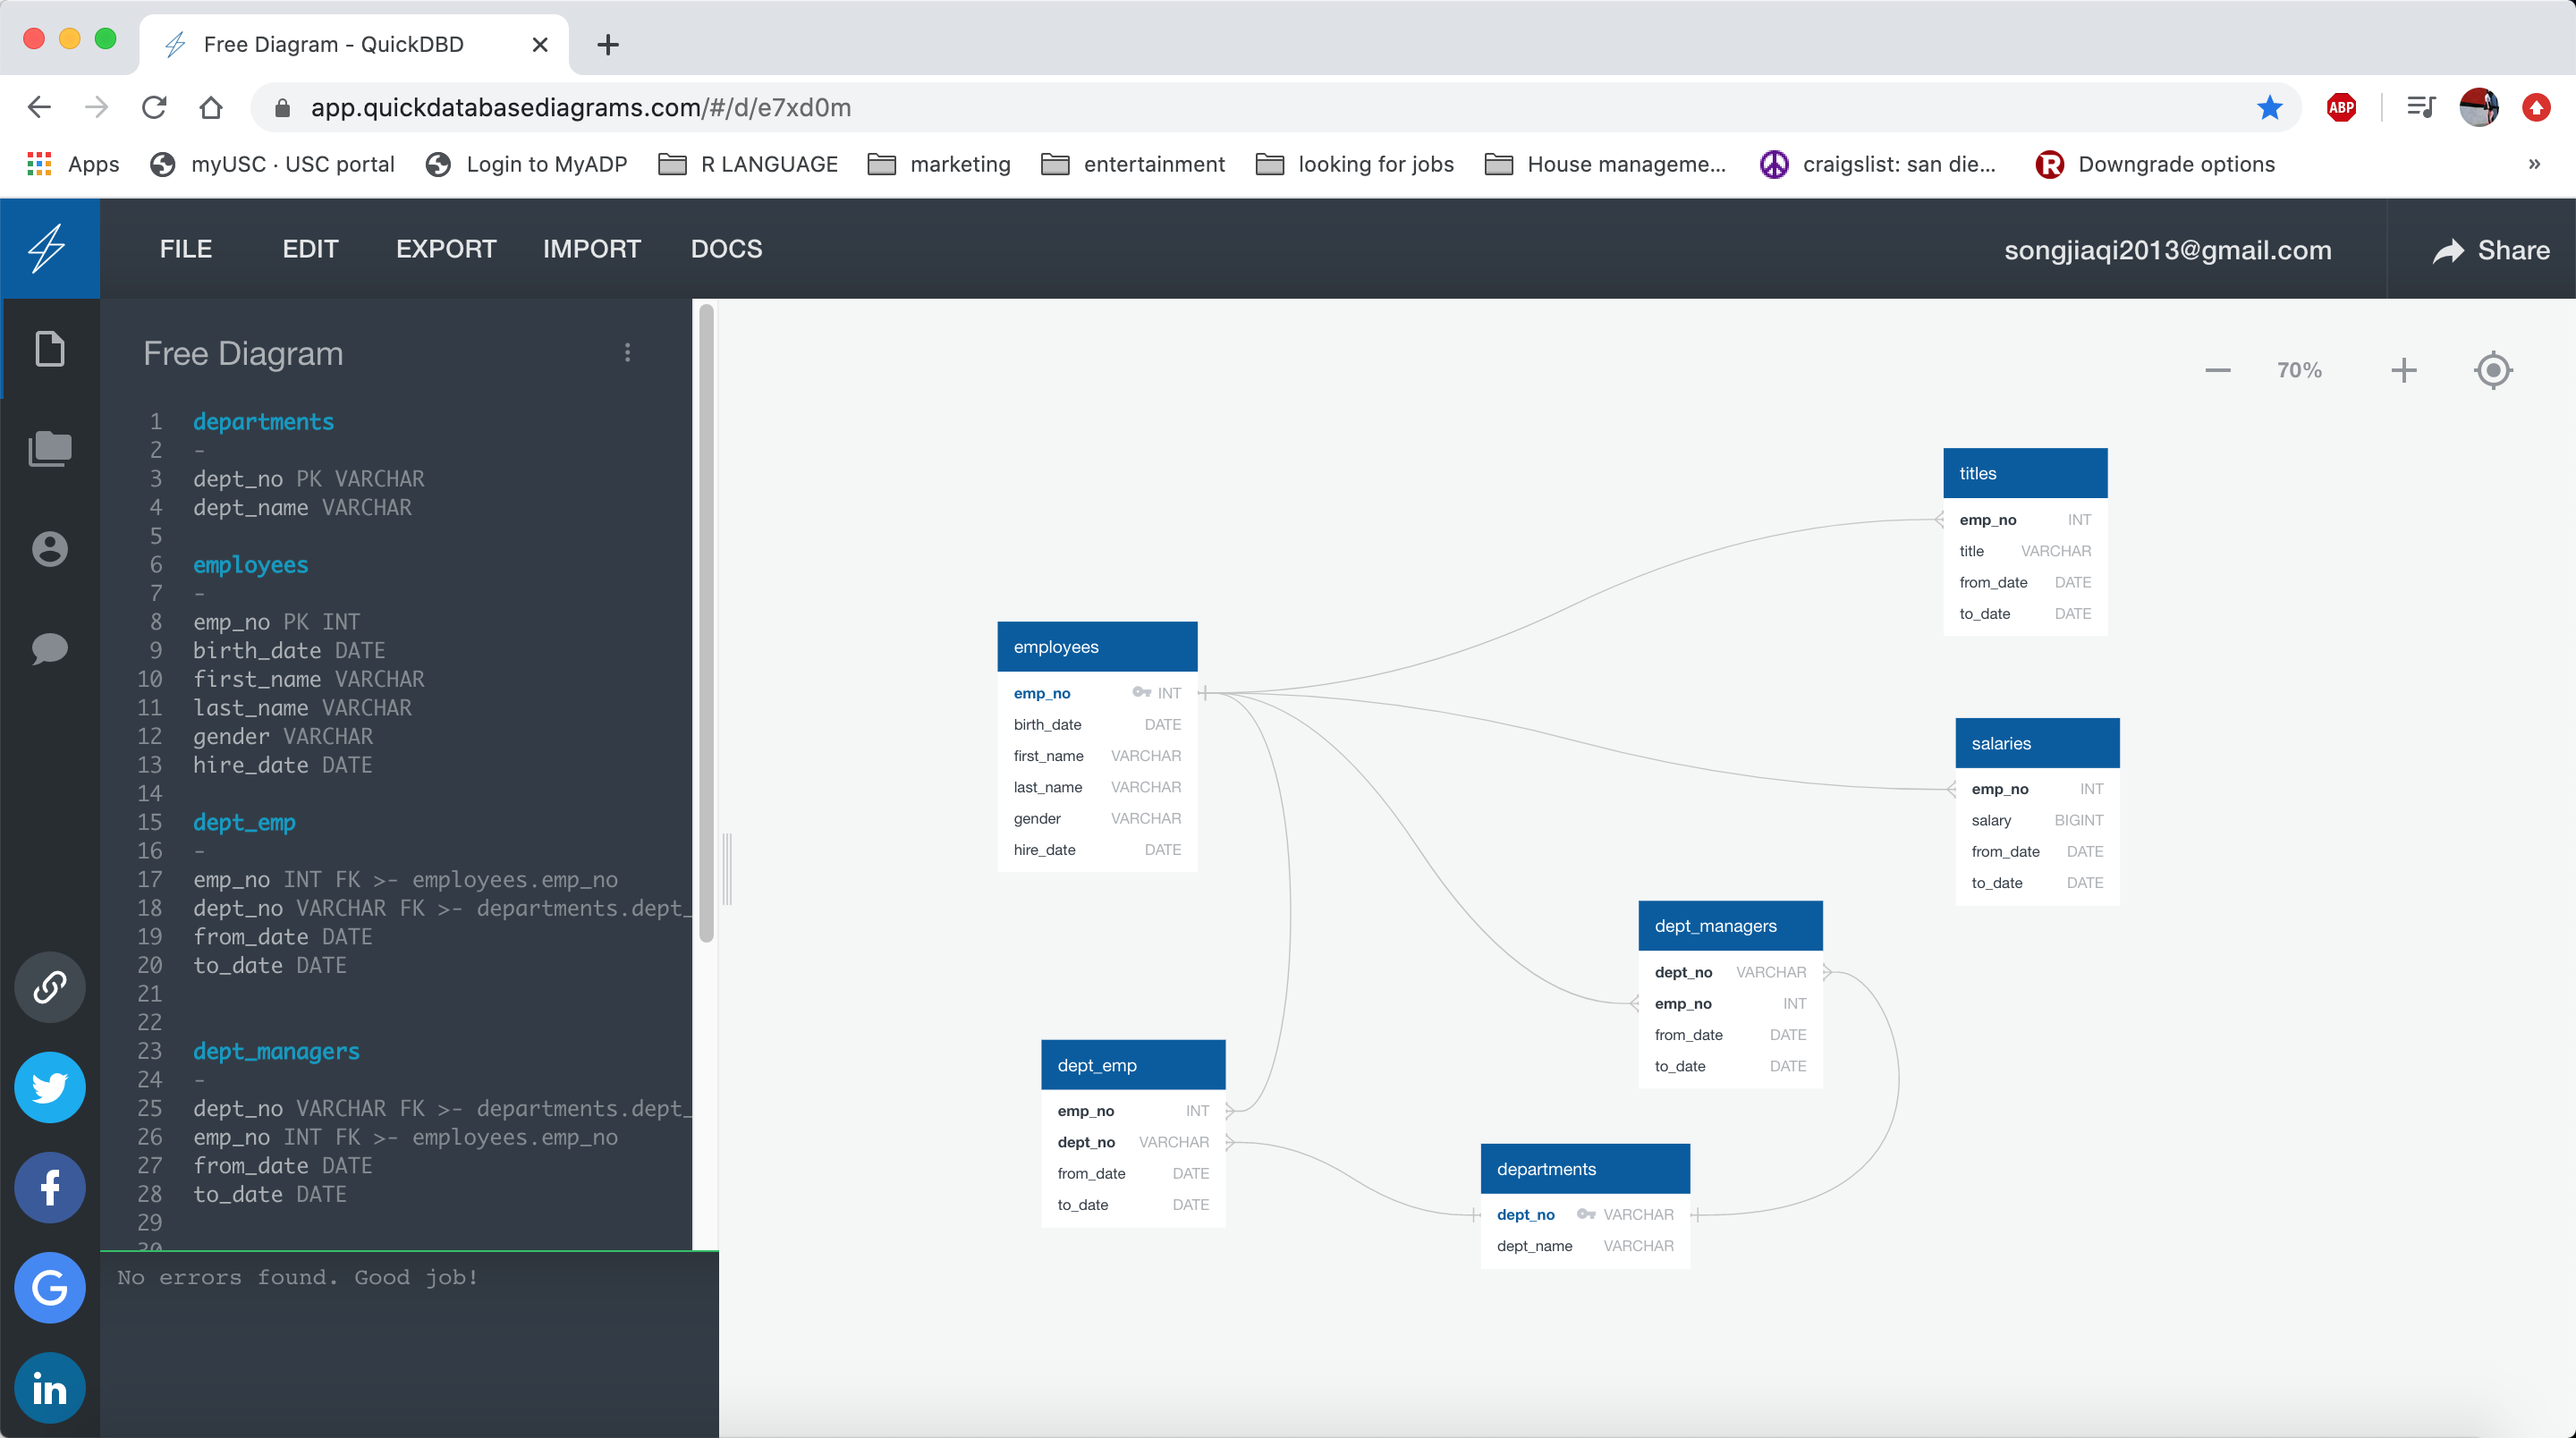 Free Diagram - QuickDBD
app.quickdatabasediagrams.com/#/d/e7xd0m
ABP
Apps myUSC · USC portal Login to MyADP R LANGUAGE marketing entertainment looking for jobs House manageme... craigslist: san die... Downgrade options »
FILE EDIT EXPORT IMPORT DOCS songjiaqi2013@gmail.com Share
Free Diagram
1 departments
2 -
3 dept_no PK VARCHAR
4 dept_name VARCHAR
5
6 employees
7 -
8 emp_no PK INT
9 birth_date DATE
10 first_name VARCHAR
11 last_name VARCHAR
12 gender VARCHAR
13 hire_date DATE
14
15 dept_emp
16 -
17 emp_no INT FK >- employees.emp_no
18 dept_no VARCHAR FK >- departments.dept_
19 from_date DATE
20 to_date DATE
21
22
23 dept_managers
24 -
25 dept_no VARCHAR FK >- departments.dept_
26 emp_no INT FK >- employees.emp_no
27 from_date DATE
28 to_date DATE
29
30
No errors found. Good job!
70%
titles
emp_no INT
title VARCHAR
from_date DATE
to_date DATE
employees
emp_no INT
birth_date DATE
first_name VARCHAR
last_name VARCHAR
gender VARCHAR
hire_date DATE
salaries
emp_no INT
salary BIGINT
from_date DATE
to_date DATE
dept_managers
dept_no VARCHAR
emp_no INT
from_date DATE
to_date DATE
dept_emp
emp_no INT
dept_no VARCHAR
from_date DATE
to_date DATE
departments
dept_no VARCHAR
dept_name VARCHAR